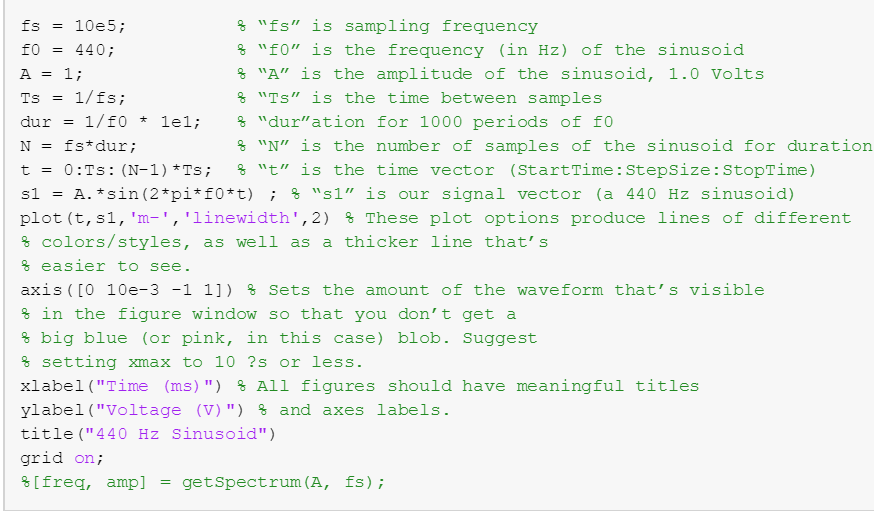 fs = 10e5; % “fs” is sampling frequency
f0 = 440; % “f0” is the frequency (in Hz) of the sinusoid
A = 1; % “A” is the amplitude of the sinusoid, 1.0 Volts
Ts = 1/fs; % “Ts” is the time between samples
dur = 1/f0 * 1e1; % “dur”ation for 1000 periods of f0
N = fs*dur; % “N” is the number of samples of the sinusoid for duration
t = 0:Ts:(N-1)*Ts; % “t” is the time vector (StartTime:StepSize:StopTime)
s1 = A.*sin(2*pi*f0*t) ; % “s1” is our signal vector (a 440 Hz sinusoid)
plot(t,s1,'m-','linewidth',2) % These plot options produce lines of different
% colors/styles, as well as a thicker line that’s
% easier to see.
axis([0 10e-3 -1 1]) % Sets the amount of the waveform that’s visible
% in the figure window so that you don’t get a
% big blue (or pink, in this case) blob. Suggest
% setting xmax to 10 ?s or less.
xlabel("Time (ms)") % All figures should have meaningful titles
ylabel("Voltage (V)") % and axes labels.
title("440 Hz Sinusoid")
grid on;
%[freq, amp] = getSpectrum(A, fs);